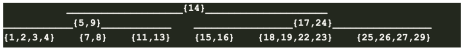 {14}
{5,9} {17,24}
{1,2,3,4} {7,8} {11,13} {15,16} {18,19,22,23} {25,26,27,29}